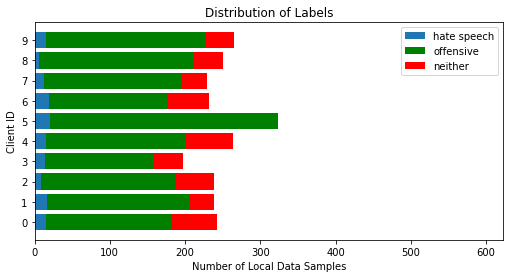 Distribution of Labels
hate speech
offensive
neither
Client ID
9
8
7
6
5
4
3
2
1
0
0 100 200 300 400 500 600
Number of Local Data Samples